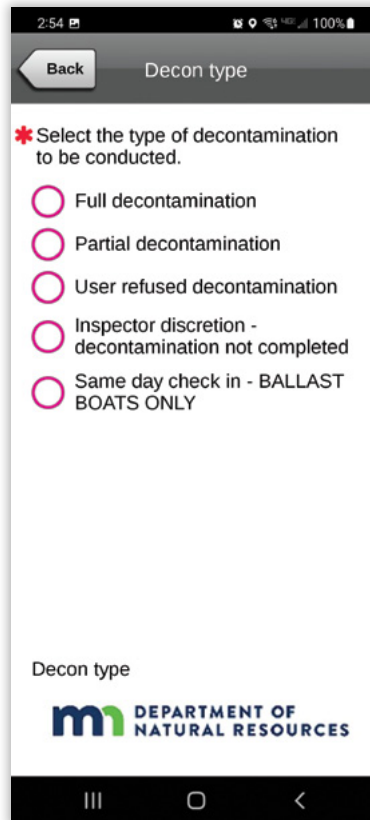 2:54 100%
Back Decon type
✱ Select the type of decontamination
to be conducted.
Full decontamination
Partial decontamination
User refused decontamination
Inspector discretion -
decontamination not completed
Same day check in - BALLAST
BOATS ONLY
Decon type
mn DEPARTMENT OF
NATURAL RESOURCES